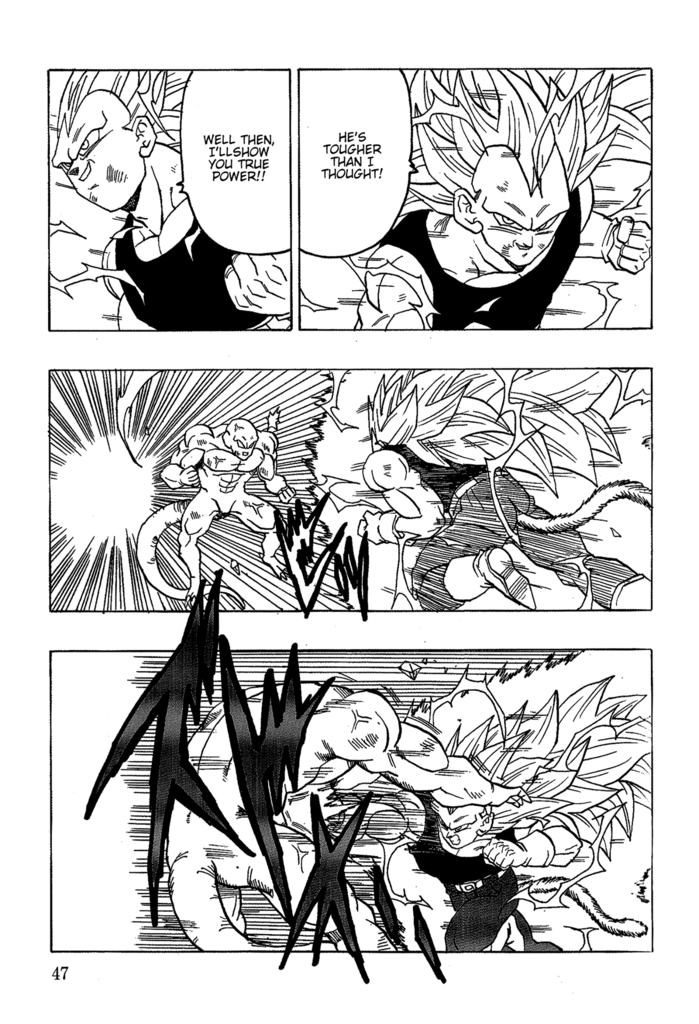 HE'S
TOUGHER
THAN I
THOUGHT!
WELL THEN,
I'LLSHOW
YOU TRUE
POWER!!
47